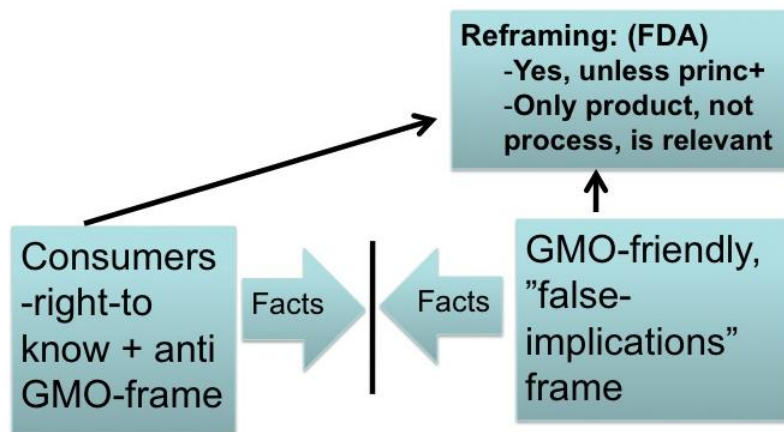 Reframing: (FDA)
-Yes, unless princ+
-Only product, not
process, is relevant
Consumers
-right-to
know + anti
GMO-frame
Facts
Facts
GMO-friendly,
”false-
implications”
frame